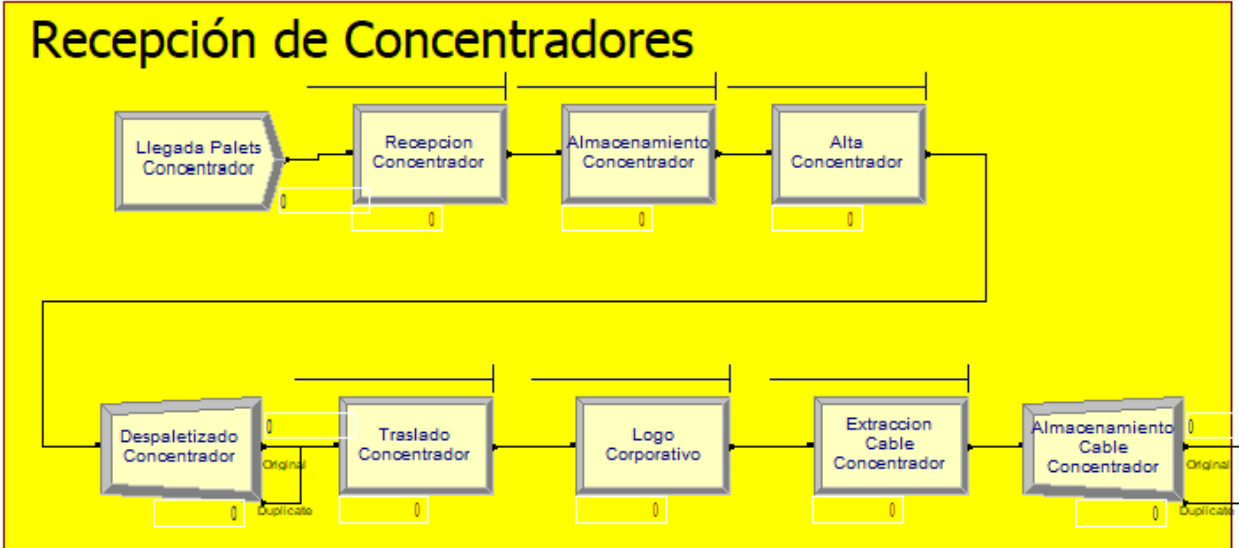 Recepción de Concentradores
Llegada Palets
Concentrador
0
Recepcion
Concentrador
0
Almacenamiento
Concentrador
0
Alta
Concentrador
0
Despaletizado
Concentrador
0
Original
0
Duplicate
Traslado
Concentrador
0
Logo
Corporativo
0
Extraccion
Cable
Concentrador
0
Almacenamiento
Cable
Concentrador
0
Original
0
Duplicate